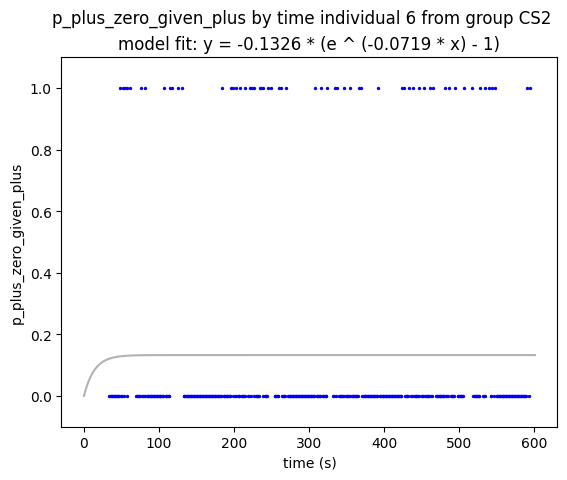 p_plus_zero_given_plus by time individual 6 from group CS2
model fit: y = -0.1326 * (e ^ (-0.0719 * x) - 1)
1.0
0.8
0.6
0.4
0.2
0.0
p_plus_zero_given_plus
0 100 200 300 400 500 600
time (s)